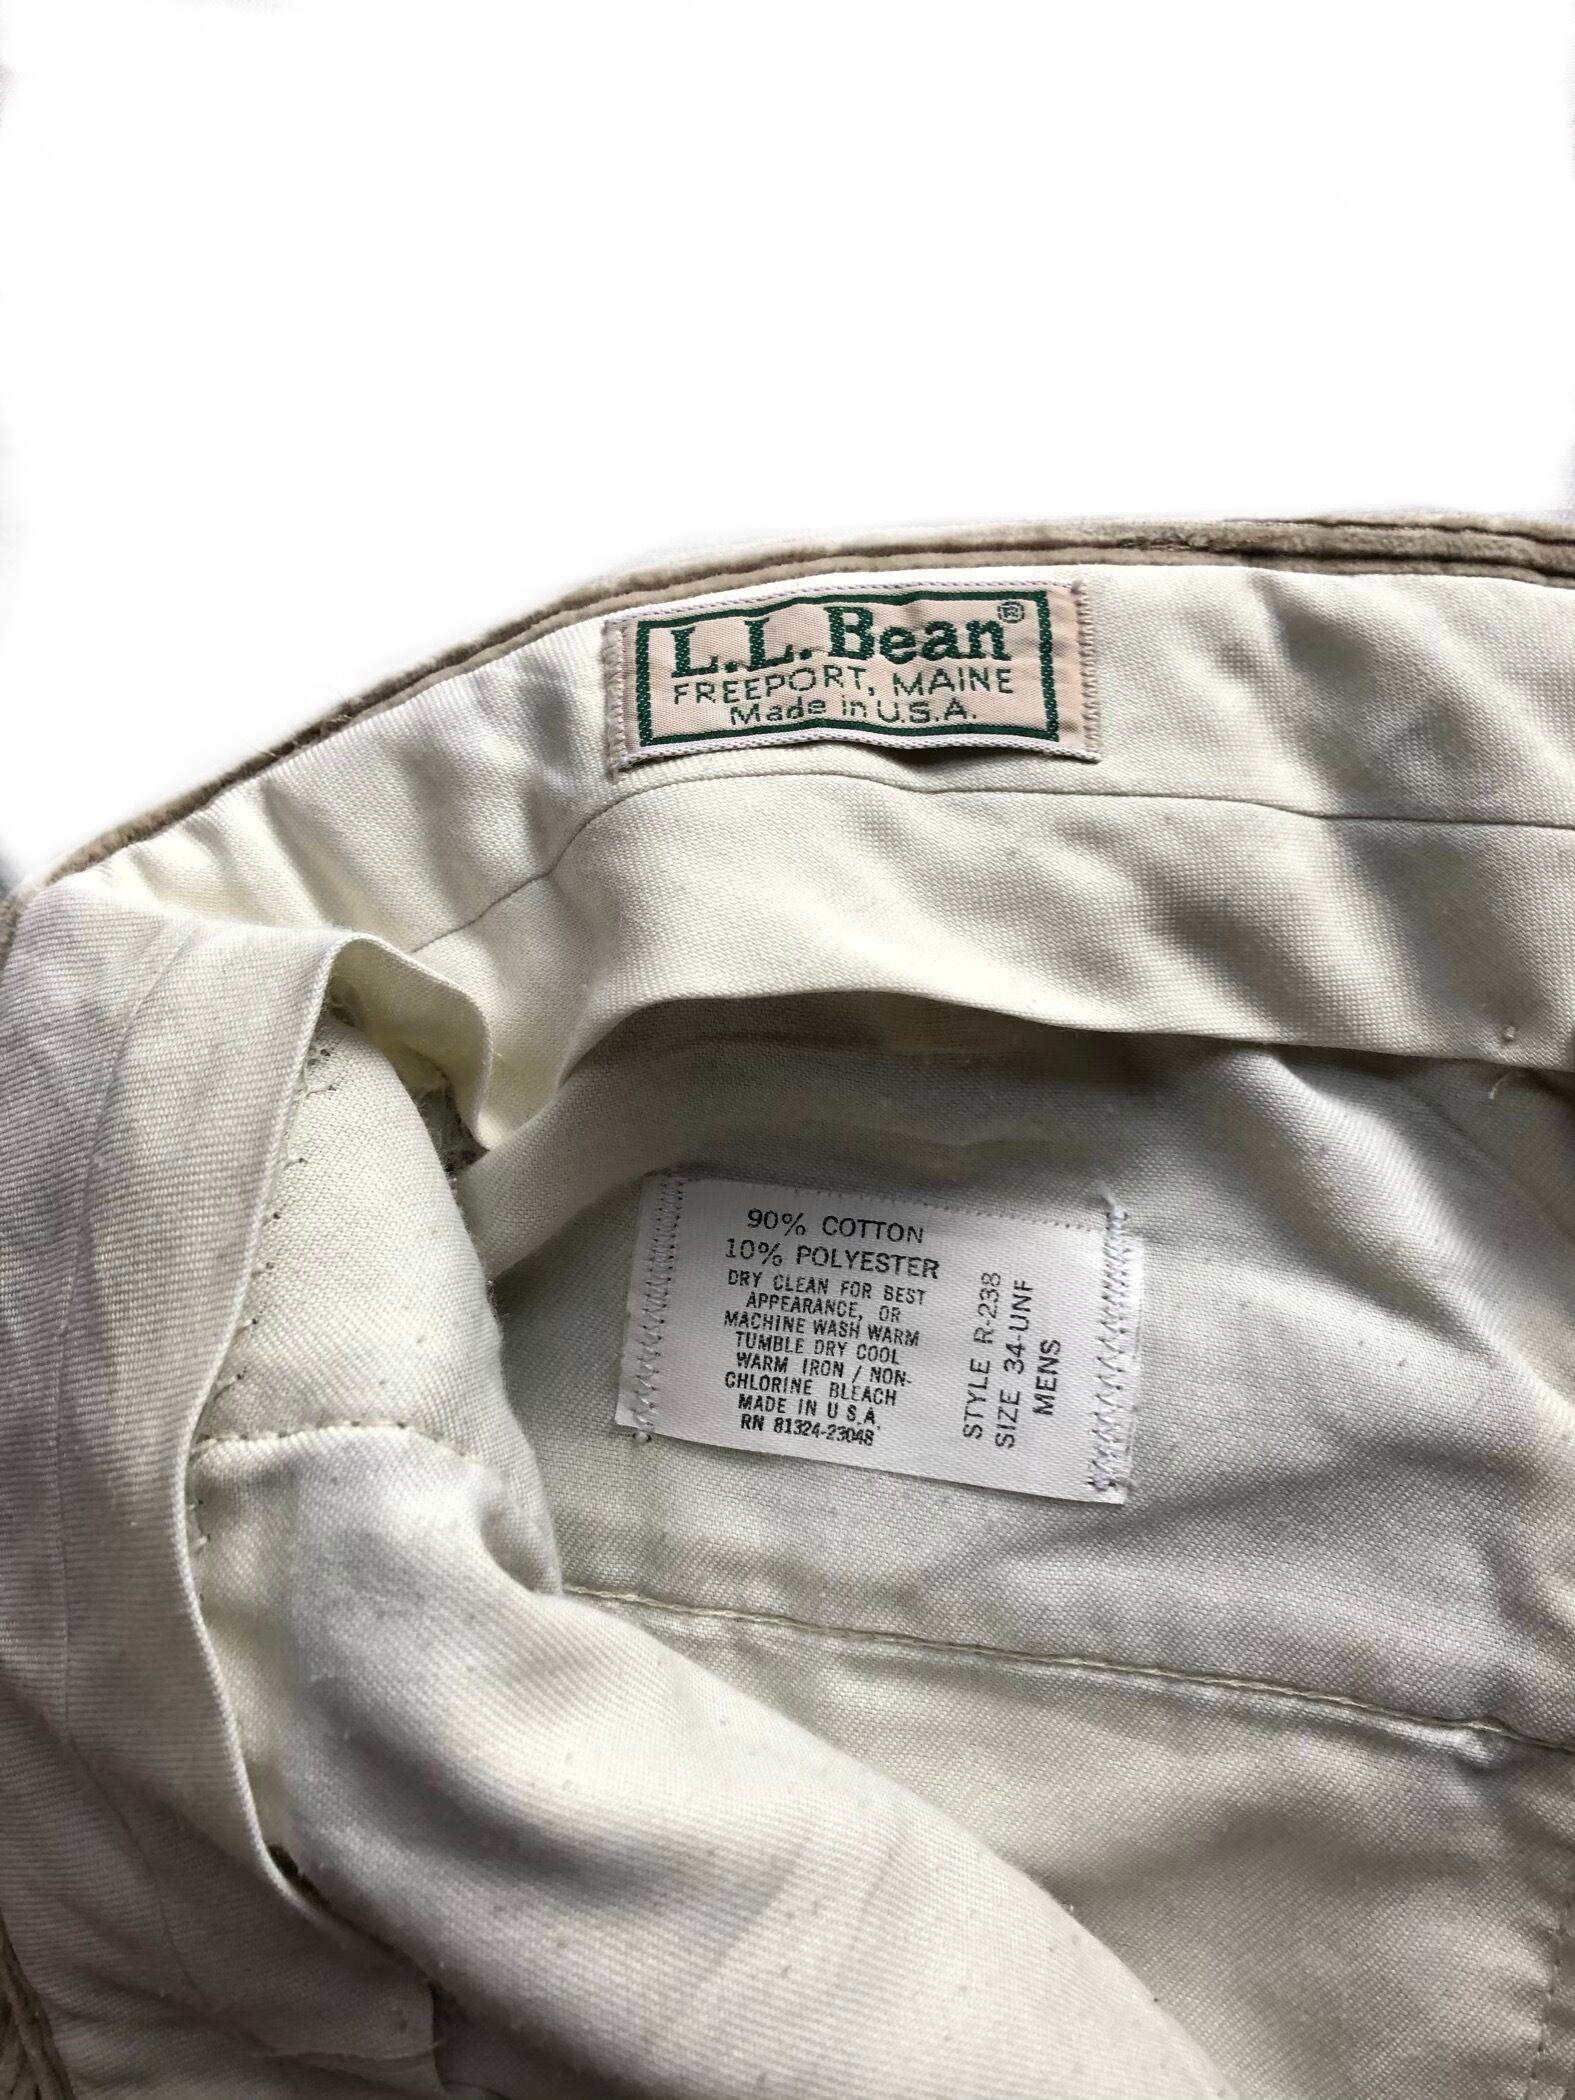 L.L.Bean®
FREEPORT, MAINE
Made in U.S.A.
90% COTTON
10% POLYESTER
DRY CLEAN FOR BEST
APPEARANCE, OR
MACHINE WASH WARM
TUMBLE DRY COOL
WARM IRON / NON-
CHLORINE BLEACH
MADE IN U.S.A.
RN 81324-23048
STYLE R-238
SIZE 34-UNF
MENS